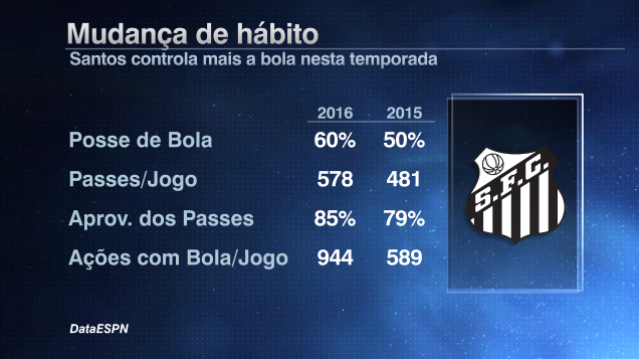 Mudança de hábito
Santos controla mais a bola nesta temporada
2016 2015
Posse de Bola 60% 50%
Passes/Jogo 578 481
Aprov. dos Passes 85% 79%
Ações com Bola/Jogo 944 589
S.F.C.
DataESPN